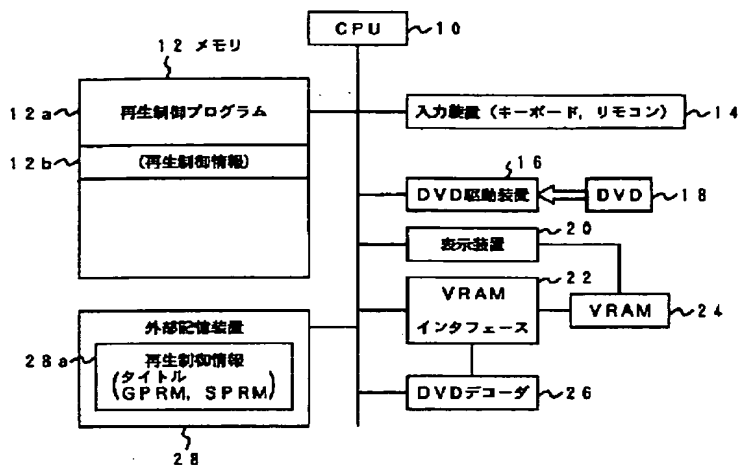 CPU
10
12 メモリ
12a
再生制御プログラム
入力装置(キーボード,リモコン)
14
12b
(再生制御情報)
16
DVD駆動装置
DVD
18
20
表示装置
22
VRAM
インタフェース
VRAM
24
外部記憶装置
28a
再生制御情報
(タイトル
GPRM, SPRM)
DVDデコーダ
26
28